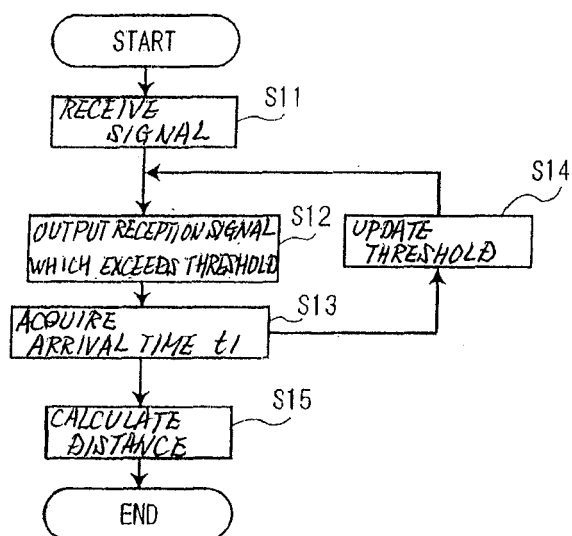 START
RECEIVE
SIGNAL
S11
OUTPUT RECEPTION SIGNAL
WHICH EXCEEDS THRESHOLD
S12
UPDATE
THRESHOLD
S14
ACQUIRE
ARRIVAL TIME t1
S13
CALCULATE
DISTANCE
S15
END